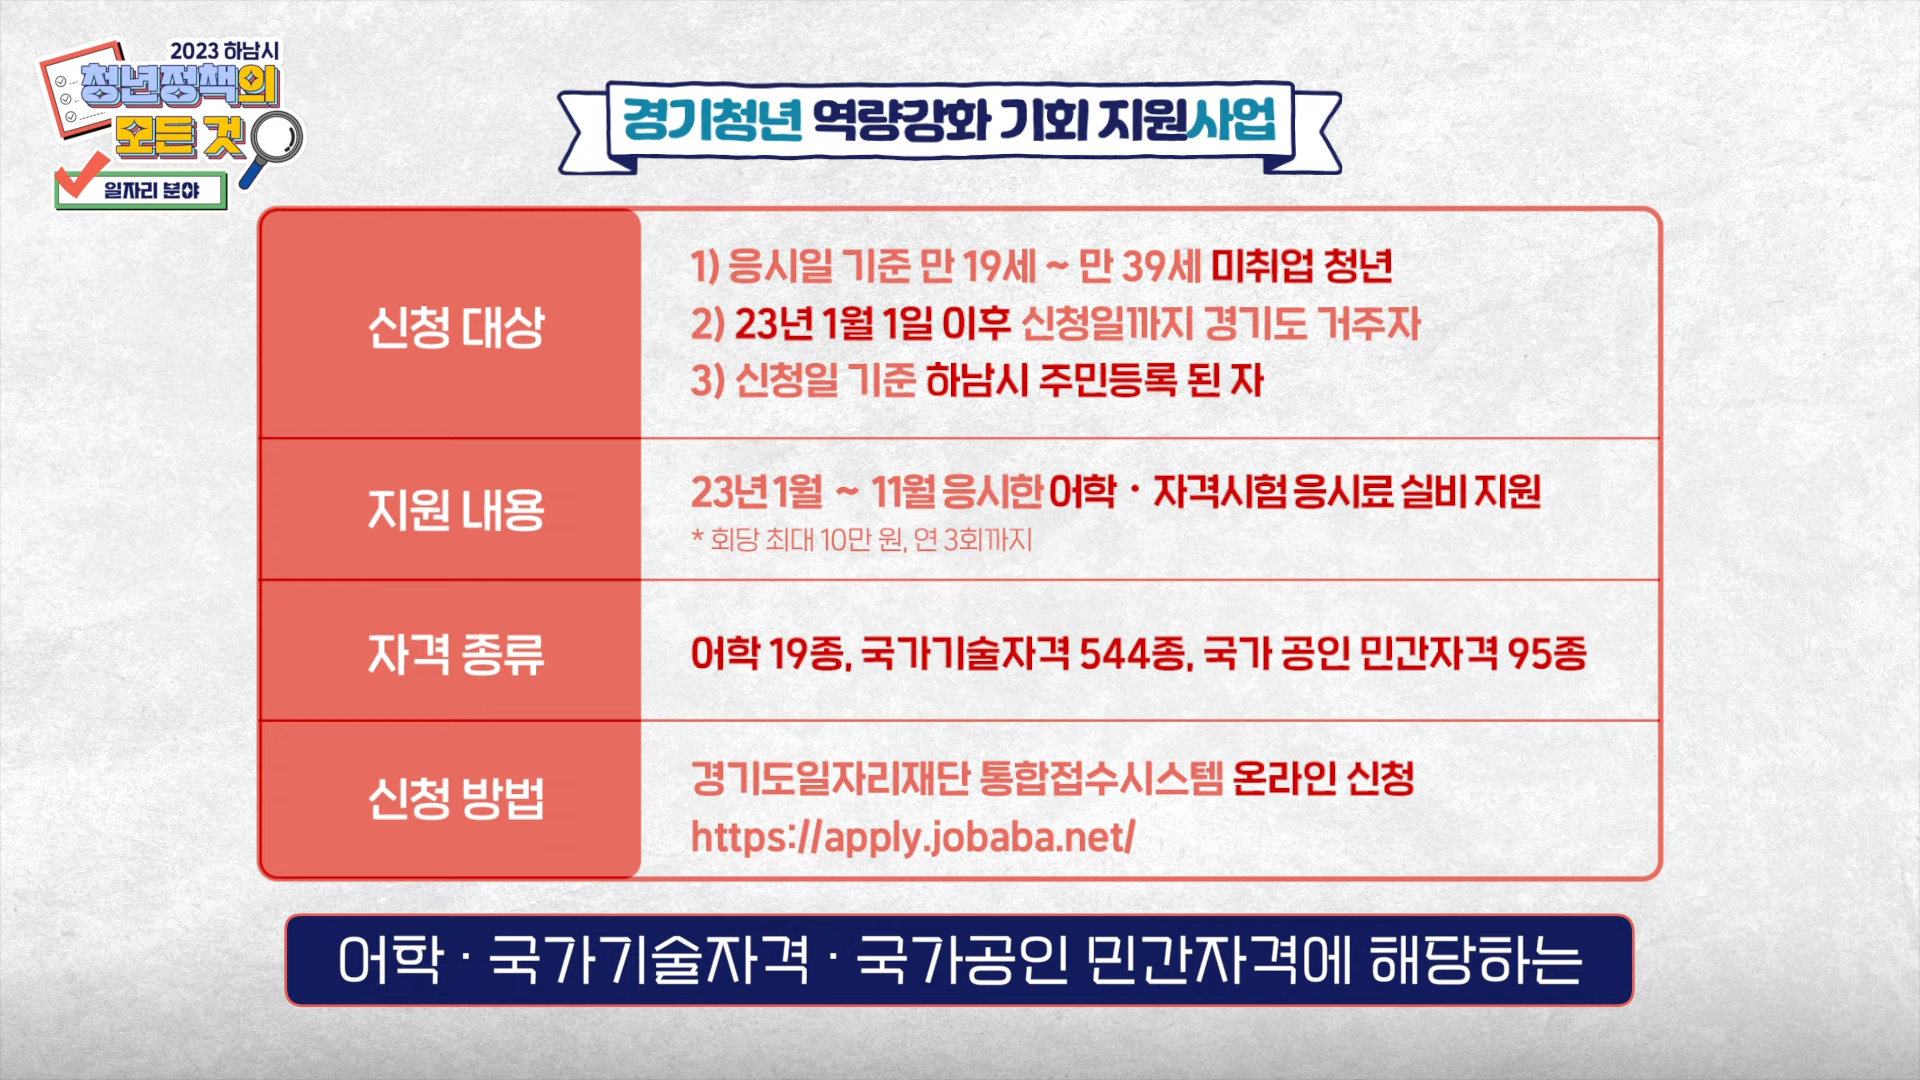 2023 하남시
청년정책의
모든 것
일자리 분야
경기청년 역량강화 기회 지원사업
신청 대상
1) 응시일 기준 만 19세 ~ 만 39세 미취업 청년
2) 23년 1월 1일 이후 신청일까지 경기도 거주자
3) 신청일 기준 하남시 주민등록 된 자
지원 내용
23년 1월 ~ 11월 응시한 어학 · 자격시험 응시료 실비 지원
* 회당 최대 10만 원, 연 3회까지
자격 종류
어학 19종, 국가기술자격 544종, 국가 공인 민간자격 95종
신청 방법
경기도일자리재단 통합접수시스템 온라인 신청
https://apply.jobaba.net/
어학 · 국가기술자격 · 국가공인 민간자격에 해당하는